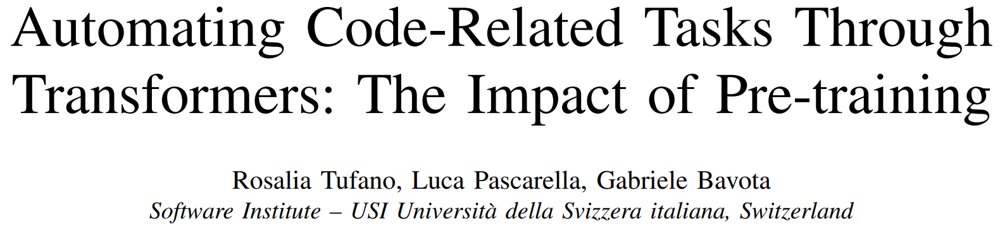 Automating Code-Related Tasks Through
Transformers: The Impact of Pre-training
Rosalia Tufano, Luca Pascarella, Gabriele Bavota
Software Institute – USI Università della Svizzera italiana, Switzerland